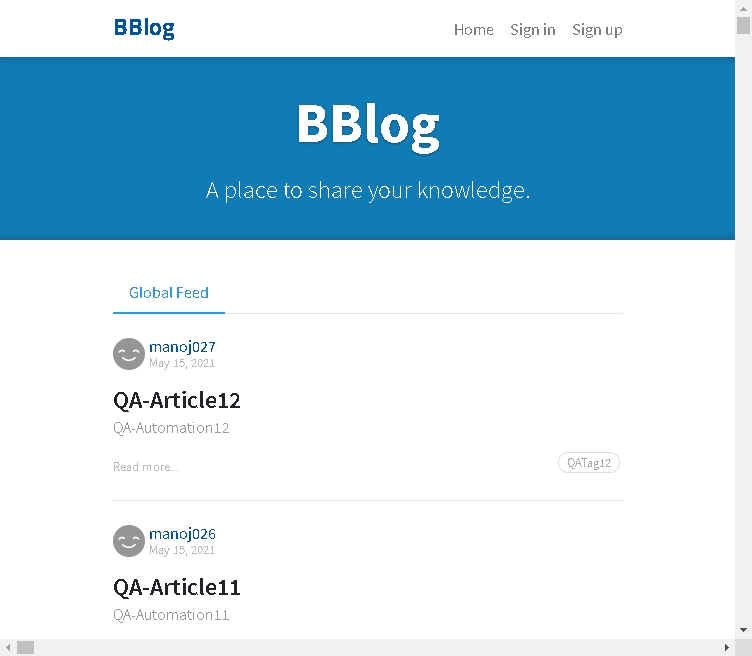 BBlog
Home Sign in Sign up
BBlog
A place to share your knowledge.
Global Feed
manoj027
May 15, 2021
QA-Article12
QA-Automation12
Read more...
QATag12
manoj026
May 15, 2021
QA-Article11
QA-Automation11